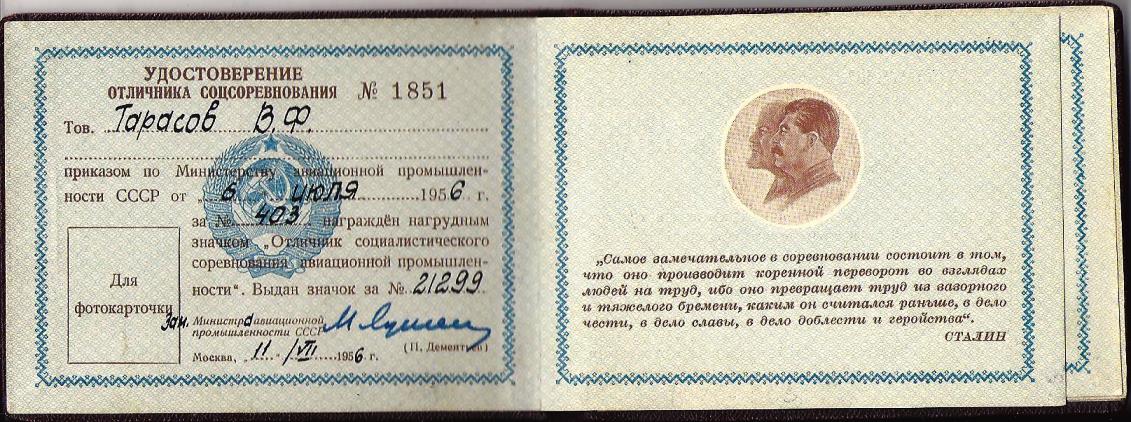 УДОСТОВЕРЕНИЕ
ОТЛИЧНИКА СОЦСОРЕВНОВАНИЯ № 1851
Тов. Тарасов В. Ф.
приказом по Министерству авиационной промышлен-
ности СССР от „6" июля 1956 г.
за № 403 награждён нагрудным
значком „Отличник социалистического
соревнования авиационной промышлен-
ности“. Выдан значок за № 21299
Для
фотокарточки
Зам. Министра авиационной
промышленности СССР
(П. Дементьев)
Москва, „11" /VII 1956 г.
„Самое замечательное в соревновании состоит в том,
что оно производит коренной переворот во взглядах
людей на труд, ибо оно превращает труд из зазорного
и тяжелого бремени, каким он считался раньше, в дело
чести, в дело славы, в дело доблести и геройства“.
СТАЛИН